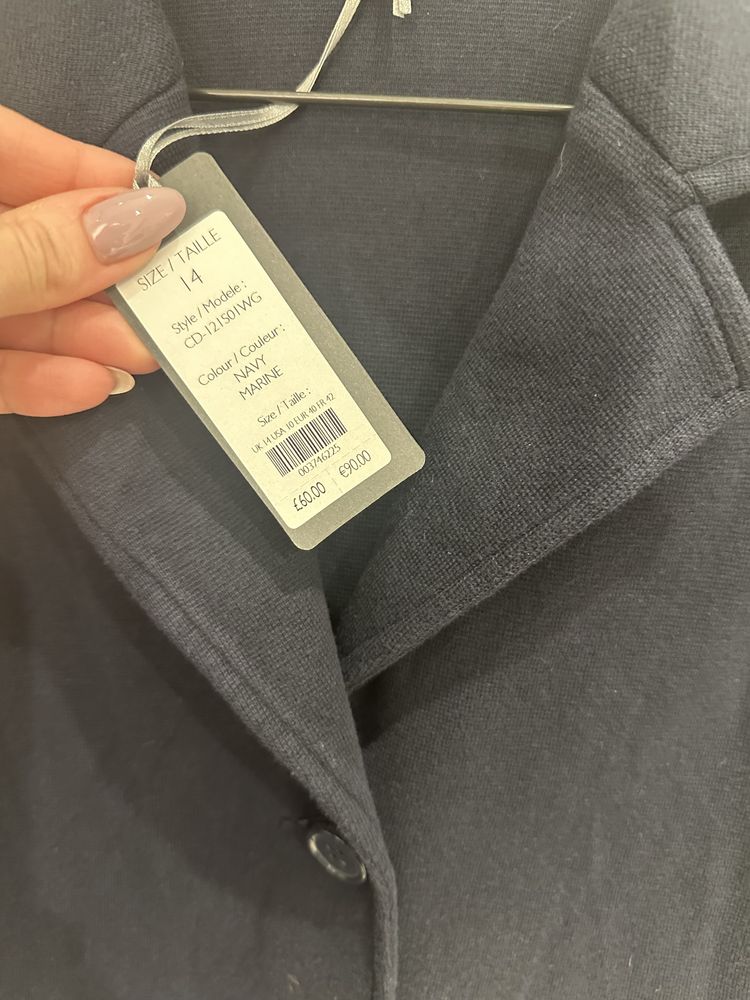 SIZE / TAILLE
14
Style / Modele :
CD-121S01WG
Colour / Couleur :
NAVY
MARINE
Size / Taille :
UK 14 USA 10 EUR 40 FR 42
003746225
£60.00 | €90.00